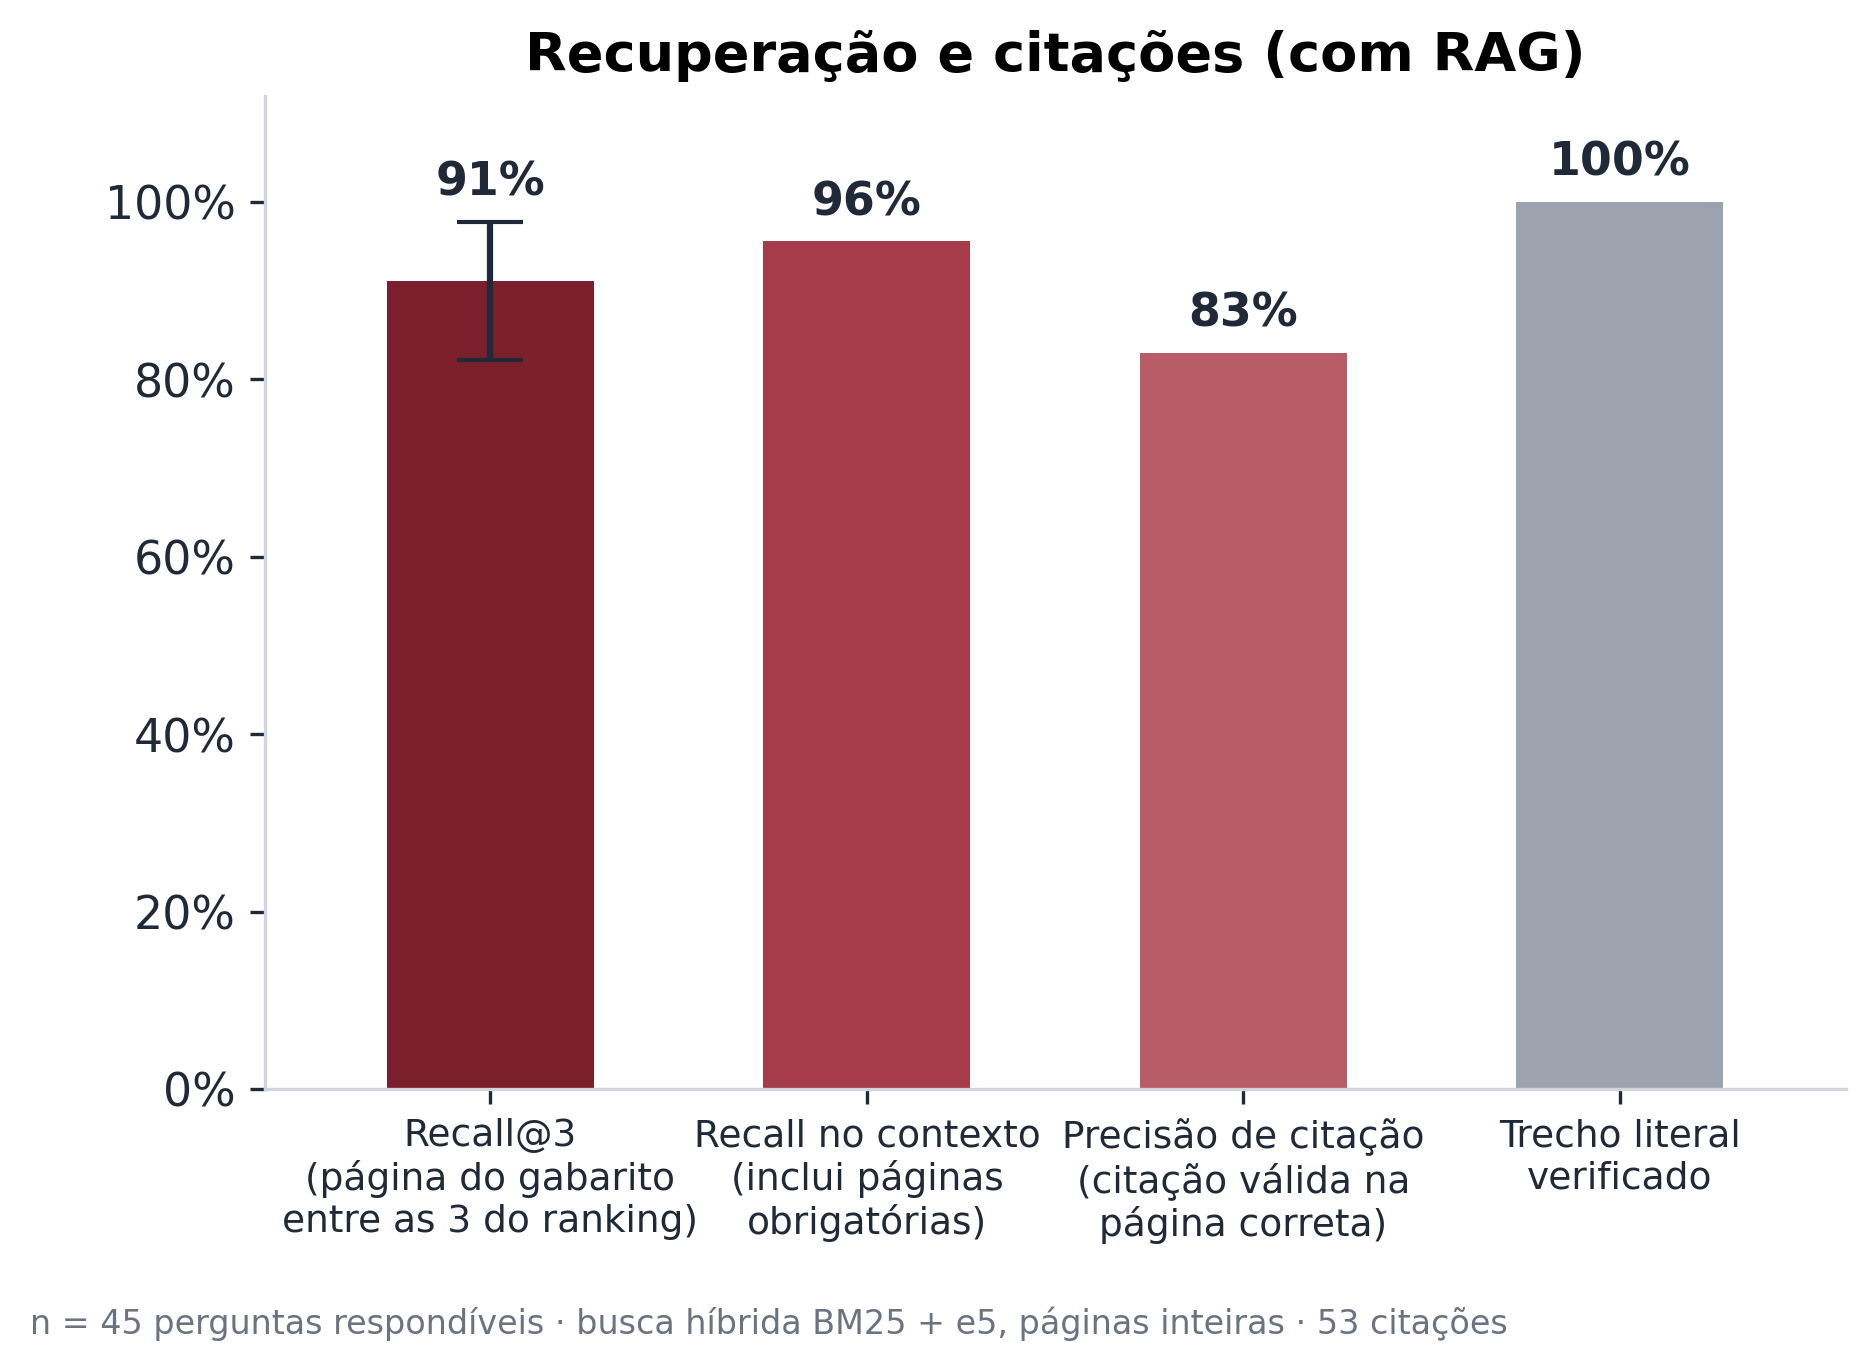 Recuperação e citações (com RAG)
91%
96%
83%
100%
100%
80%
60%
40%
20%
0%
Recall@3
(página do gabarito
entre as 3 do ranking)
Recall no contexto
(inclui páginas
obrigatórias)
Precisão de citação
(citação válida na
página correta)
Trecho literal
verificado
n = 45 perguntas respondíveis · busca híbrida BM25 + e5, páginas inteiras · 53 citações